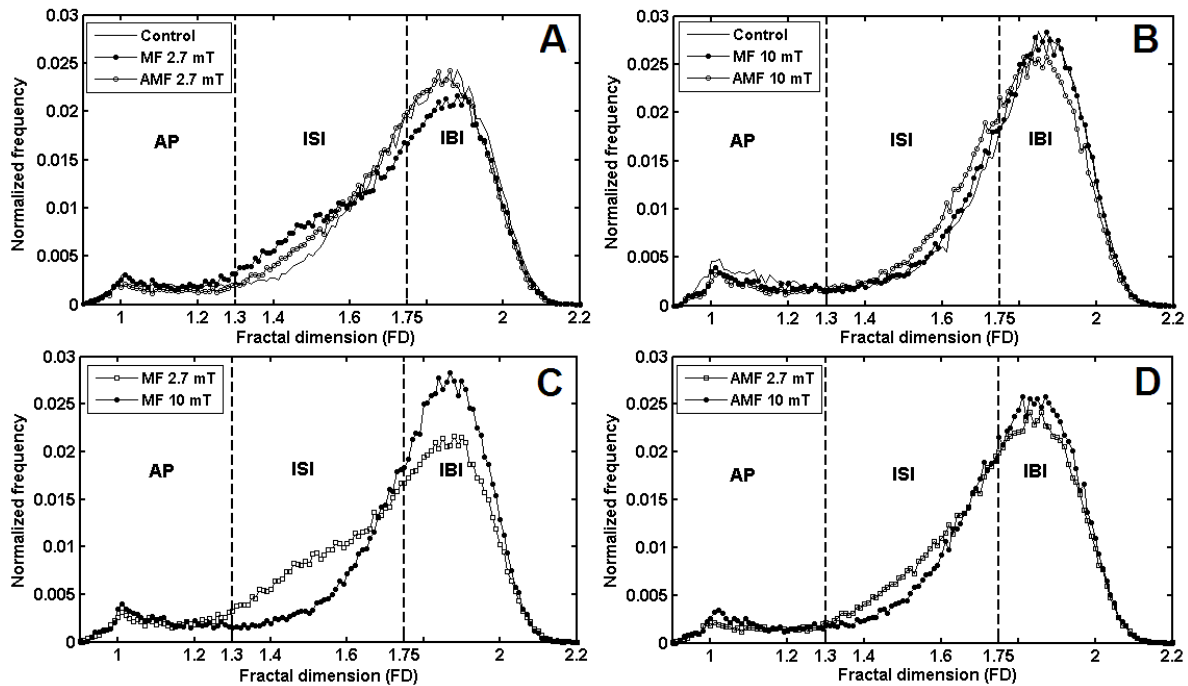 A
Control
MF 2.7 mT
AMF 2.7 mT
AP
ISI
IBI
Normalized frequency
0.03
0.025
0.02
0.015
0.01
0.005
0
1
1.2
1.3
1.4
1.6
1.75
2
2.2
Fractal dimension (FD)
B
Control
MF 10 mT
AMF 10 mT
AP
ISI
IBI
Normalized frequency
0.03
0.025
0.02
0.015
0.01
0.005
0
1
1.2
1.3
1.4
1.6
1.75
2
2.2
Fractal dimension (FD)
C
MF 2.7 mT
MF 10 mT
AP
ISI
IBI
Normalized frequency
0.03
0.025
0.02
0.015
0.01
0.005
0
1
1.2
1.3
1.4
1.6
1.75
2
2.2
Fractal dimension (FD)
D
AMF 2.7 mT
AMF 10 mT
AP
ISI
IBI
Normalized frequency
0.03
0.025
0.02
0.015
0.01
0.005
0
1
1.2
1.3
1.4
1.6
1.75
2
2.2
Fractal dimension (FD)